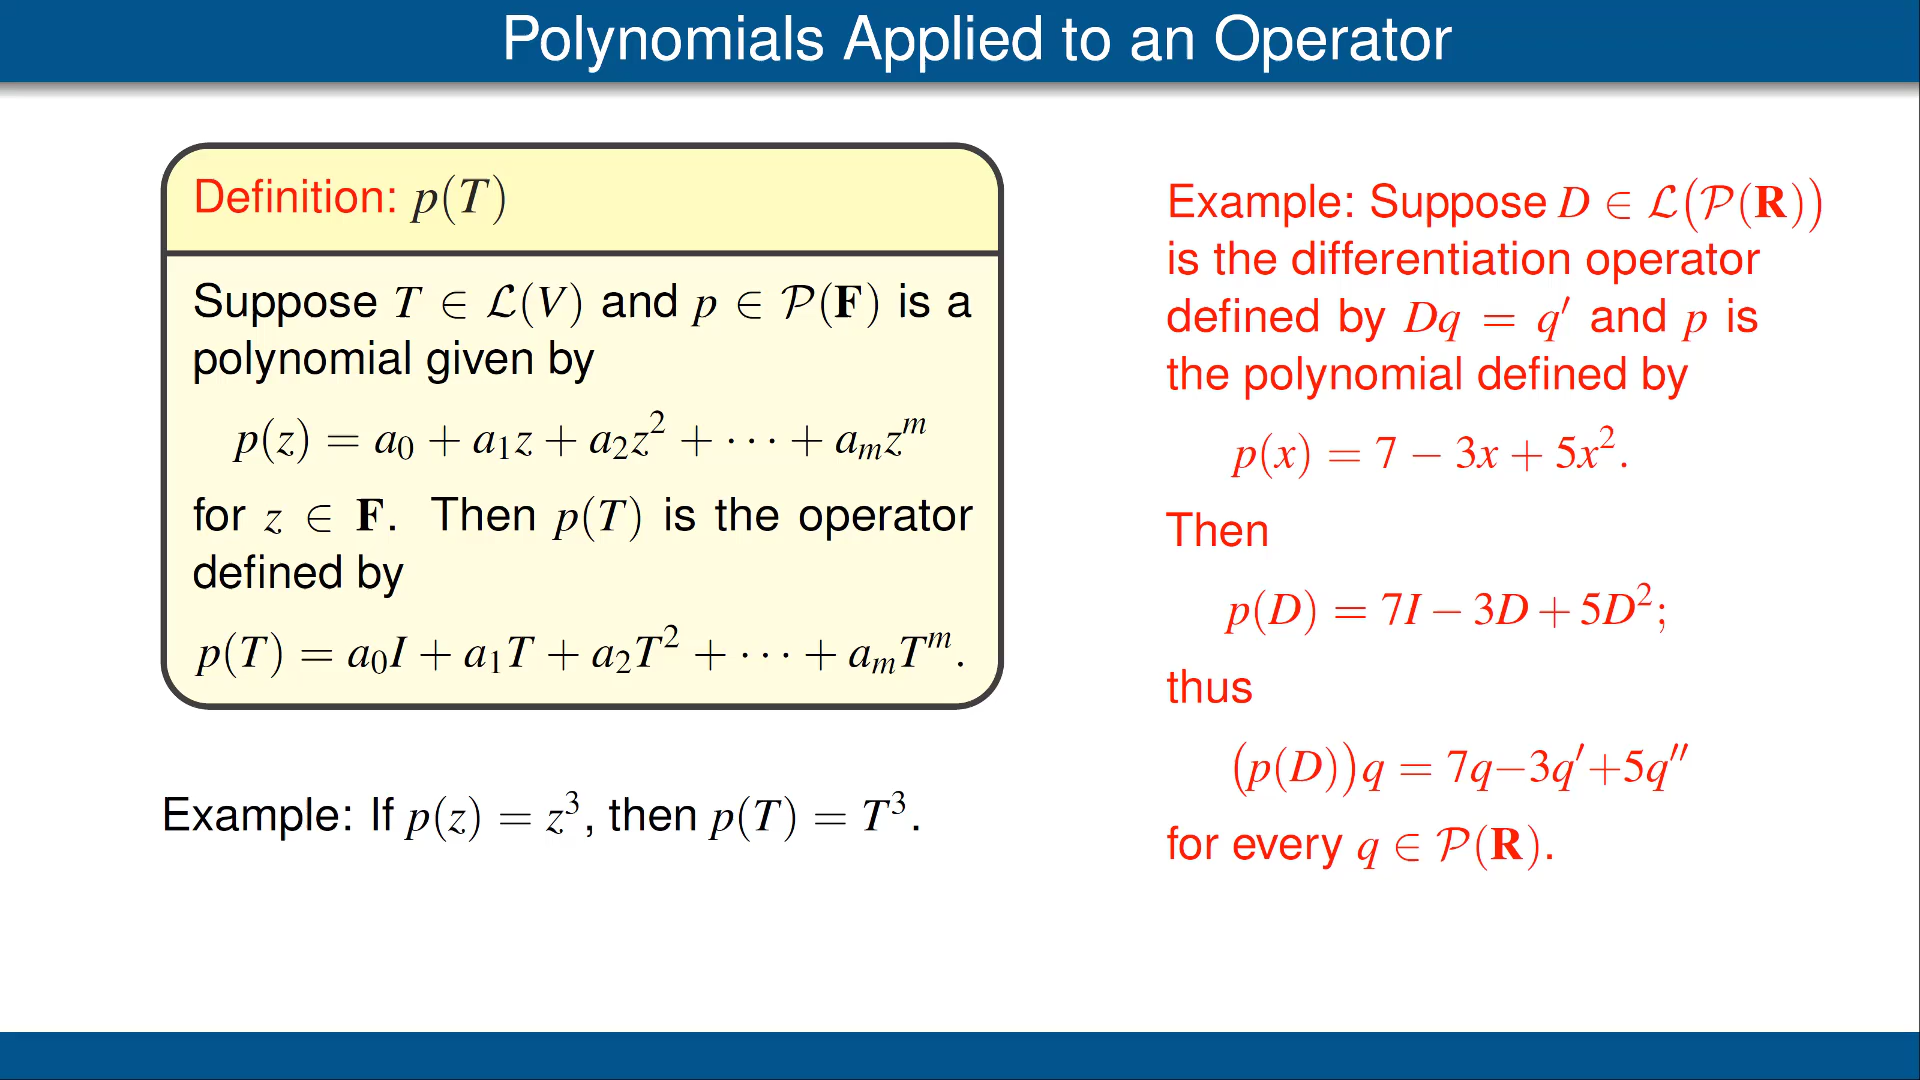 Polynomials Applied to an Operator
Definition: p(T)
Suppose T ∈ ℒ(V) and p ∈ 𝒫(𝐅) is a
polynomial given by
p(z) = a₀ + a₁z + a₂z² + ⋯ + aₘzᵐ
for z ∈ 𝐅. Then p(T) is the operator
defined by
p(T) = a₀I + a₁T + a₂T² + ⋯ + aₘTᵐ.
Example: If p(z) = z³, then p(T) = T³.
Example: Suppose D ∈ ℒ(𝒫(𝐑))
is the differentiation operator
defined by Dq = q′ and p is
the polynomial defined by
p(x) = 7 − 3x + 5x².
Then
p(D) = 7I − 3D + 5D²;
thus
(p(D))q = 7q−3q′+5q″
for every q ∈ 𝒫(𝐑).